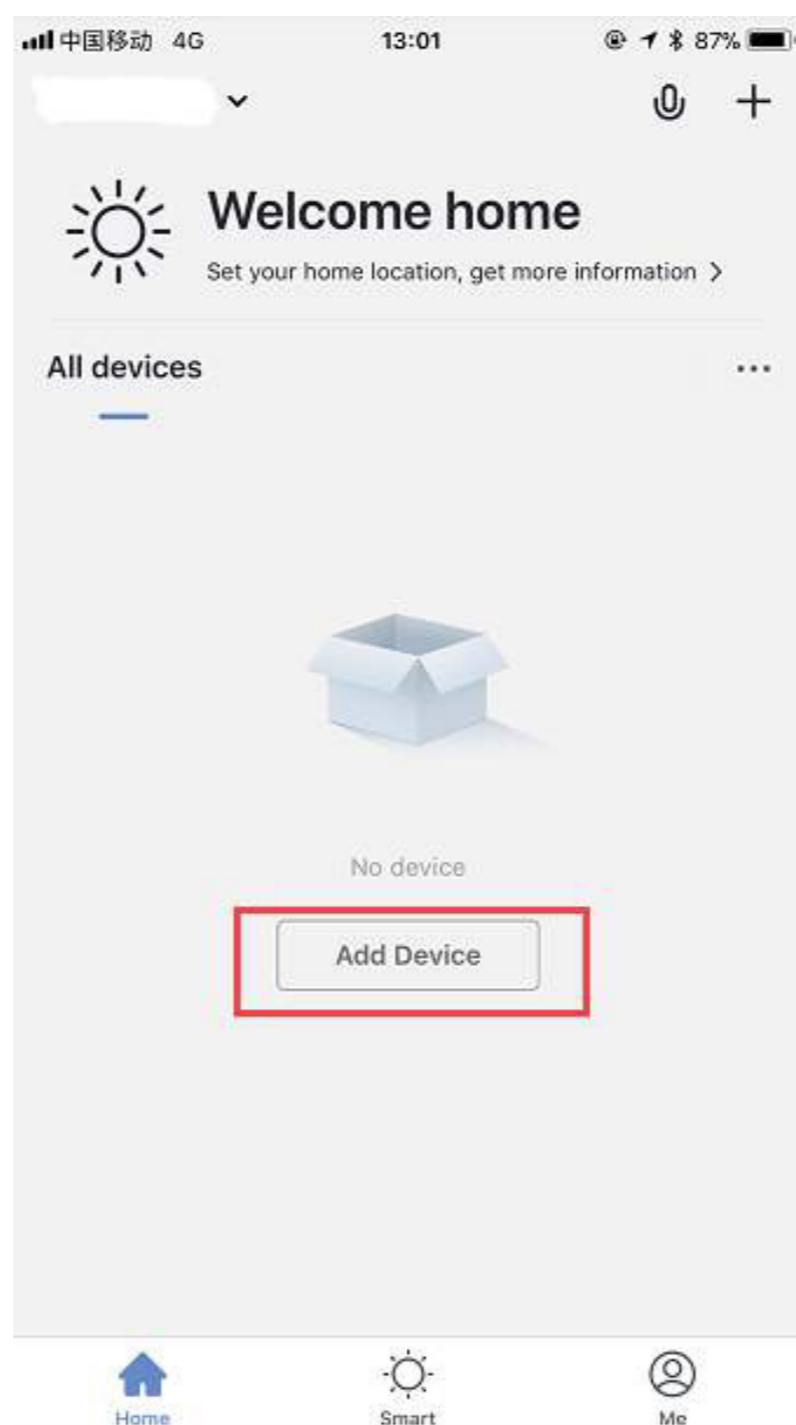 中国移动 4G 13:01 87%
Welcome home
Set your home location, get more information >
All devices
No device
Add Device
Home Smart Me